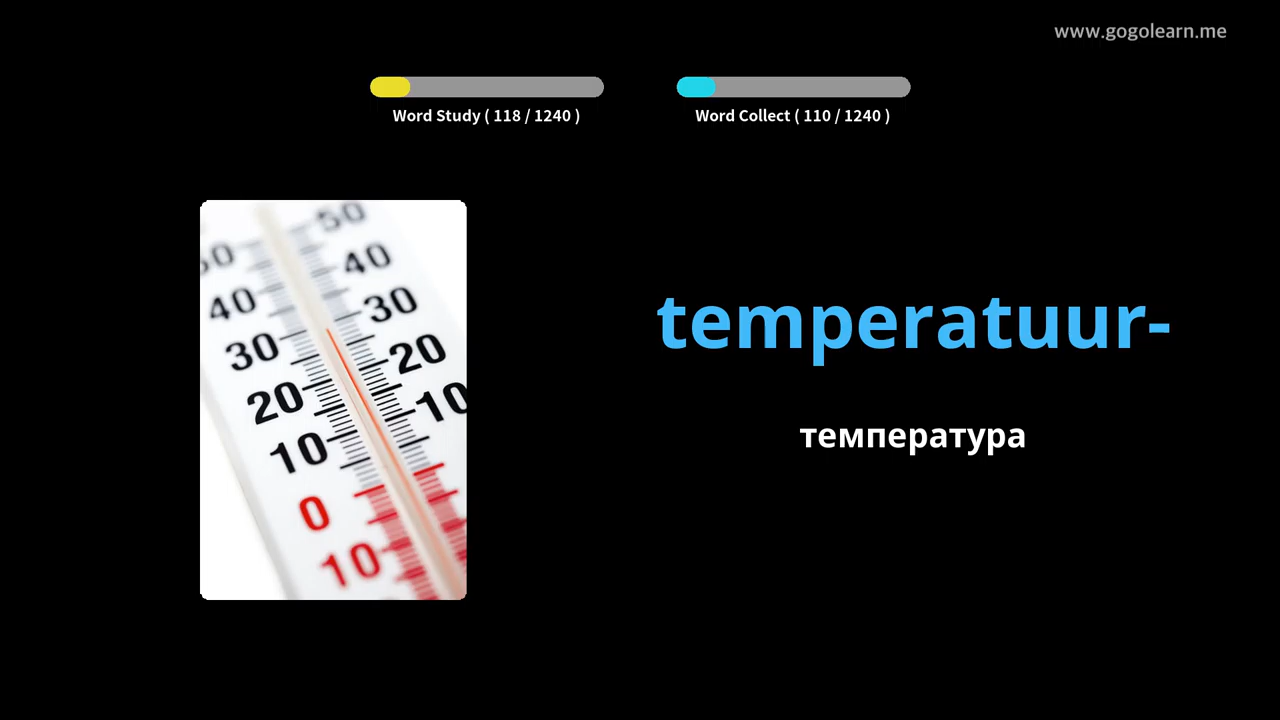 www.gogolearn.me
Word Study ( 118 / 1240 )
Word Collect ( 110 / 1240 )
50
50
40
40
30
30
20
20
10
10
0
10
temperatuur-
температура